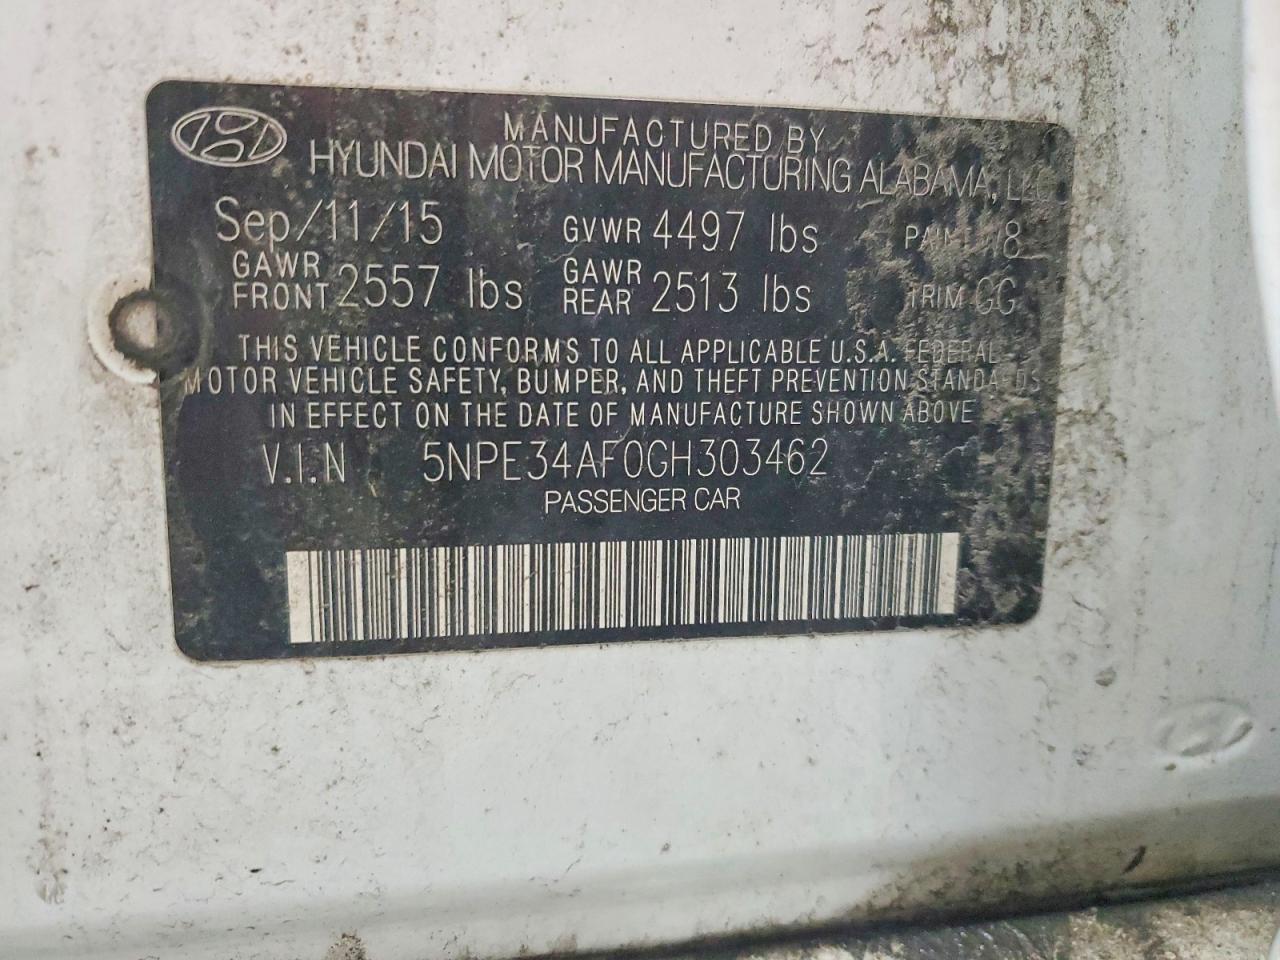 MANUFACTURED BY
HYUNDAI MOTOR MANUFACTURING ALABAMA, LLC
Sep/11/15 GVWR 4497 lbs PAINT W8
GAWR FRONT 2557 lbs GAWR REAR 2513 lbs TRIM GG
THIS VEHICLE CONFORMS TO ALL APPLICABLE U.S.A. FEDERAL
MOTOR VEHICLE SAFETY, BUMPER, AND THEFT PREVENTION STANDARDS
IN EFFECT ON THE DATE OF MANUFACTURE SHOWN ABOVE
V.I.N 5NPE34AF0GH303462
PASSENGER CAR